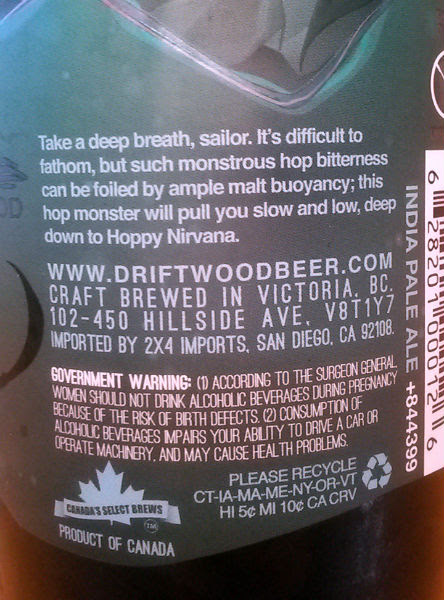 Take a deep breath, sailor. It's difficult to
fathom, but such monstrous hop bitterness
can be foiled by ample malt buoyancy; this
hop monster will pull you slow and low, deep
down to Hoppy Nirvana.
WWW.DRIFTWOODBEER.COM
CRAFT BREWED IN VICTORIA, BC.
102-450 HILLSIDE AVE, V8T1Y7
IMPORTED BY 2X4 IMPORTS, SAN DIEGO, CA 92108.
GOVERNMENT WARNING: (1) ACCORDING TO THE SURGEON GENERAL
WOMEN SHOULD NOT DRINK ALCOHOLIC BEVERAGES DURING PREGNANCY
BECAUSE OF THE RISK OF BIRTH DEFECTS. (2) CONSUMPTION OF
ALCOHOLIC BEVERAGES IMPAIRS YOUR ABILITY TO DRIVE A CAR OR
OPERATE MACHINERY, AND MAY CAUSE HEALTH PROBLEMS.
PLEASE RECYCLE
CT-IA-MA-ME-NY-OR-VT
HI 5¢ MI 10¢ CA CRV
CANADA'S SELECT BREWS
TM
PRODUCT OF CANADA
INDIA PALE ALE +844399
6 28201 00012 6
OD